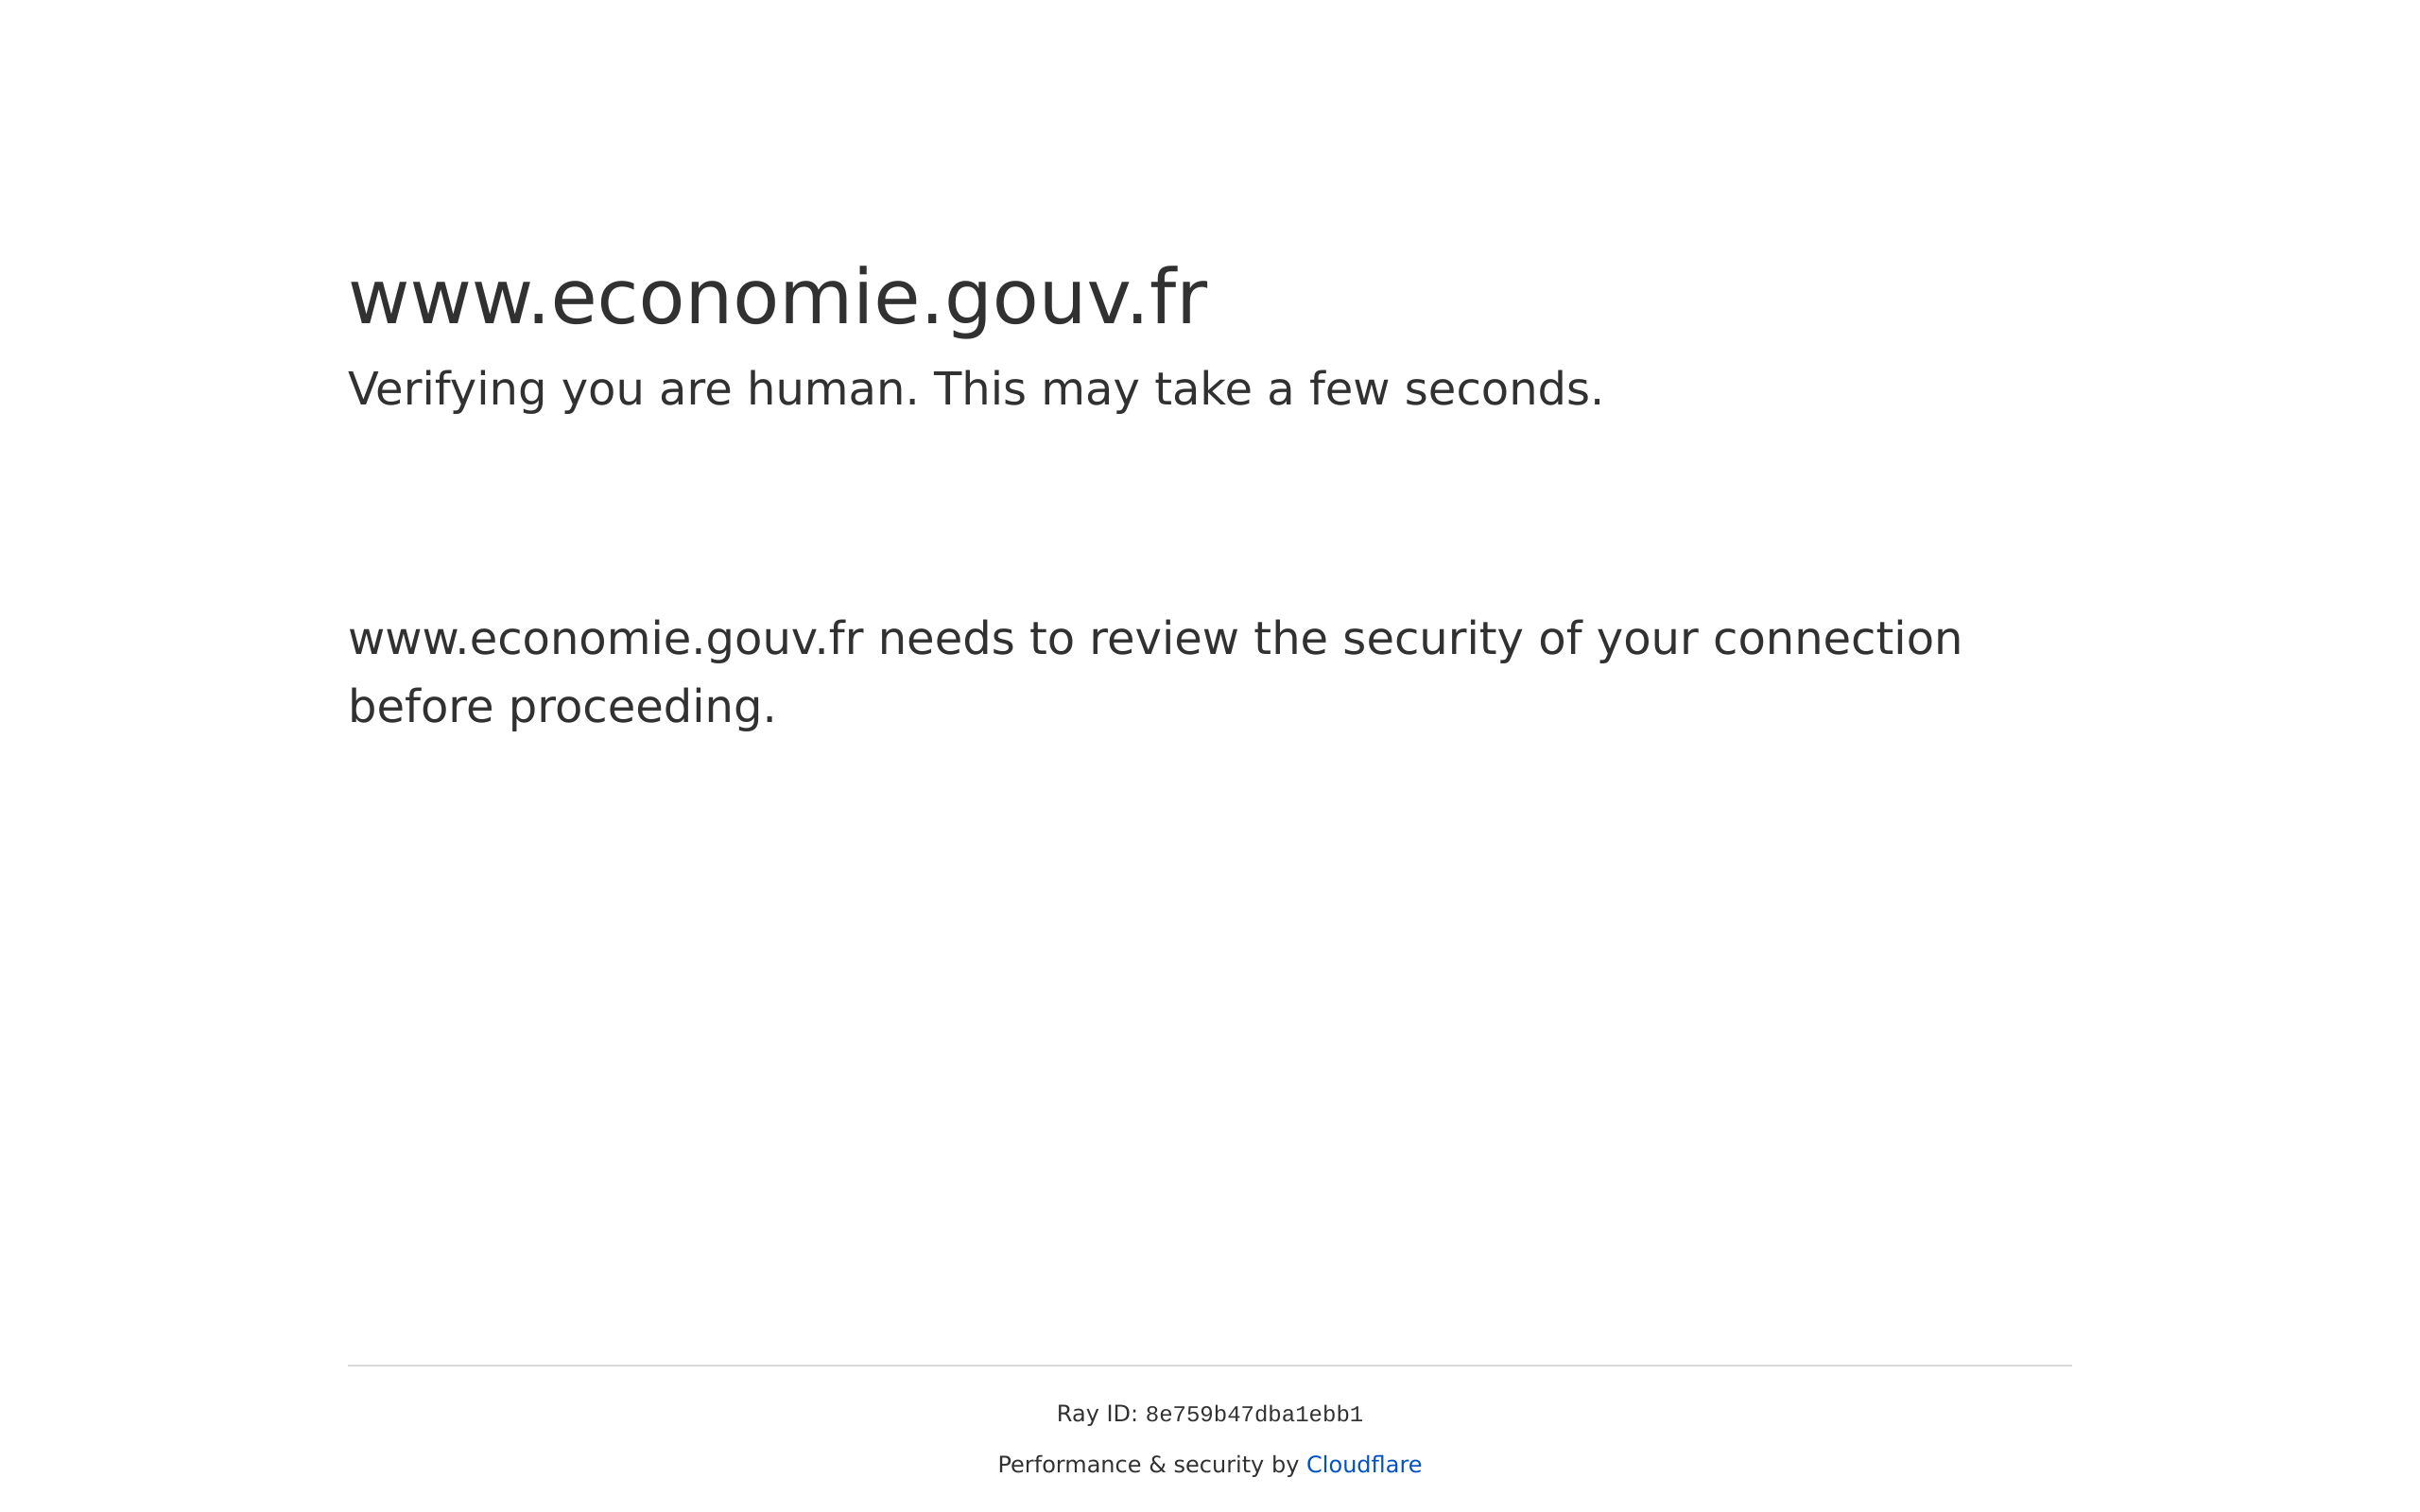 www.economie.gouv.fr
Verifying you are human. This may take a few seconds.
www.economie.gouv.fr needs to review the security of your connection
before proceeding.
Ray ID: 8e759b47dba1ebb1
Performance & security by Cloudflare